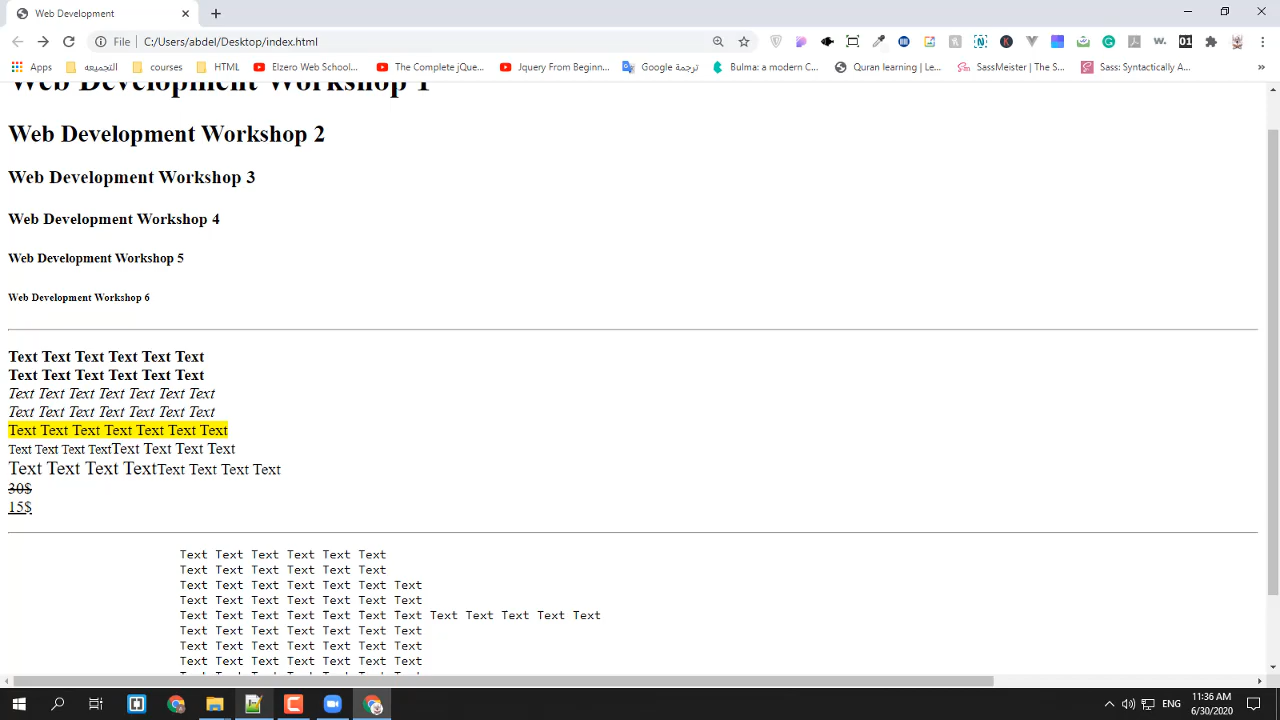 Web Development
File C:/Users/abdel/Desktop/index.html
Apps التجميعه courses HTML Elzero Web School... The Complete jQue... Jquery From Beginn... Google ترجمة Bulma: a modern C... Quran learning | Le... SassMeister | The S... Sass: Syntactically A... »
Web Development Workshop 1
Web Development Workshop 2
Web Development Workshop 3
Web Development Workshop 4
Web Development Workshop 5
Web Development Workshop 6
Text Text Text Text Text Text
Text Text Text Text Text Text
Text Text Text Text Text Text Text
Text Text Text Text Text Text Text
Text Text Text Text Text Text Text
Text Text Text TextText Text Text Text
Text Text Text TextText Text Text Text
30$
15$
Text Text Text Text Text Text
Text Text Text Text Text Text
Text Text Text Text Text Text Text
Text Text Text Text Text Text Text
Text Text Text Text Text Text Text Text Text Text Text Text
Text Text Text Text Text Text Text
Text Text Text Text Text Text Text
Text Text Text Text Text Text Text
ENG 11:36 AM
6/30/2020